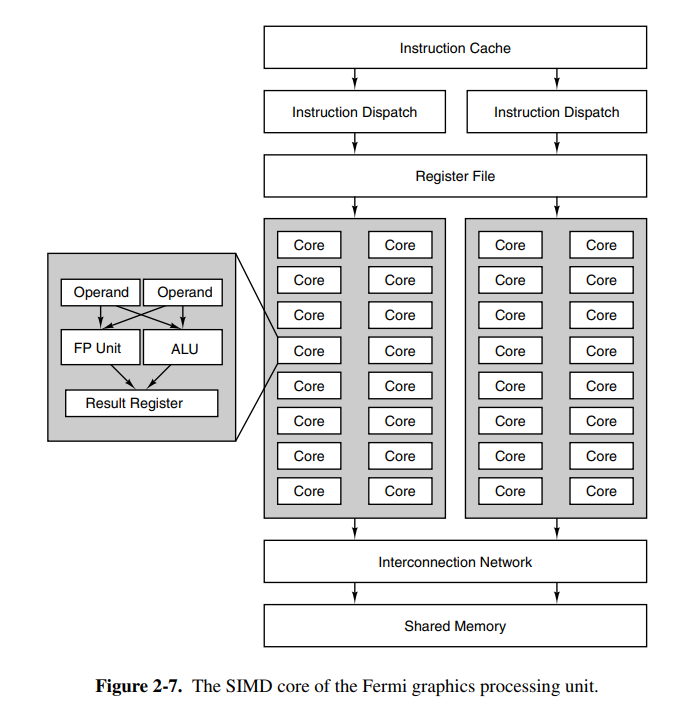 Instruction Cache
Instruction Dispatch Instruction Dispatch
Register File
Core Core Core Core
Core Core Core Core
Core Core Core Core
Core Core Core Core
Core Core Core Core
Core Core Core Core
Core Core Core Core
Core Core Core Core
Operand Operand
FP Unit ALU
Result Register
Interconnection Network
Shared Memory
Figure 2-7. The SIMD core of the Fermi graphics processing unit.